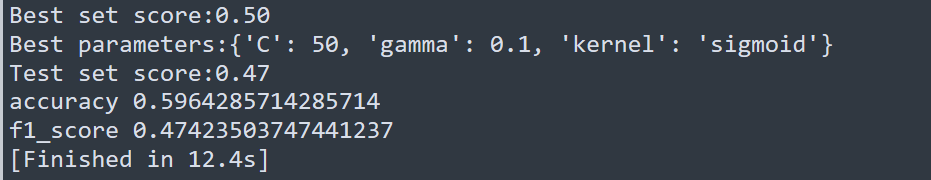 Best set score:0.50
Best parameters:{'C': 50, 'gamma': 0.1, 'kernel': 'sigmoid'}
Test set score:0.47
accuracy 0.5964285714285714
f1_score 0.47423503747441237
[Finished in 12.4s]